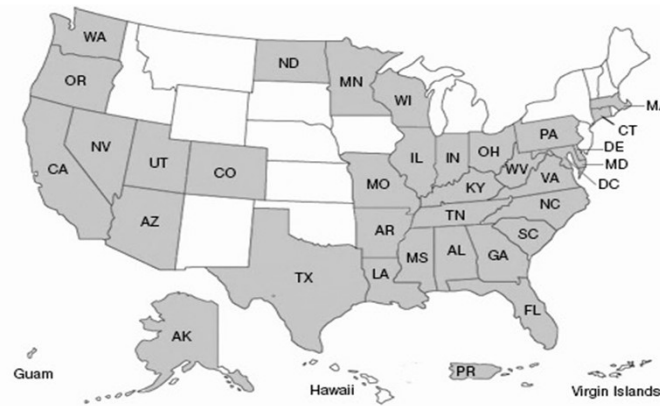 WA
OR
CA
NV
UT
AZ
CO
ND
MN
WI
MO
AR
LA
TX
IL
IN
OH
KY
TN
MS
AL
GA
FL
SC
NC
VA
WV
PA
MA
CT
DE
MD
DC
AK
Guam
Hawaii
PR
Virgin Islands